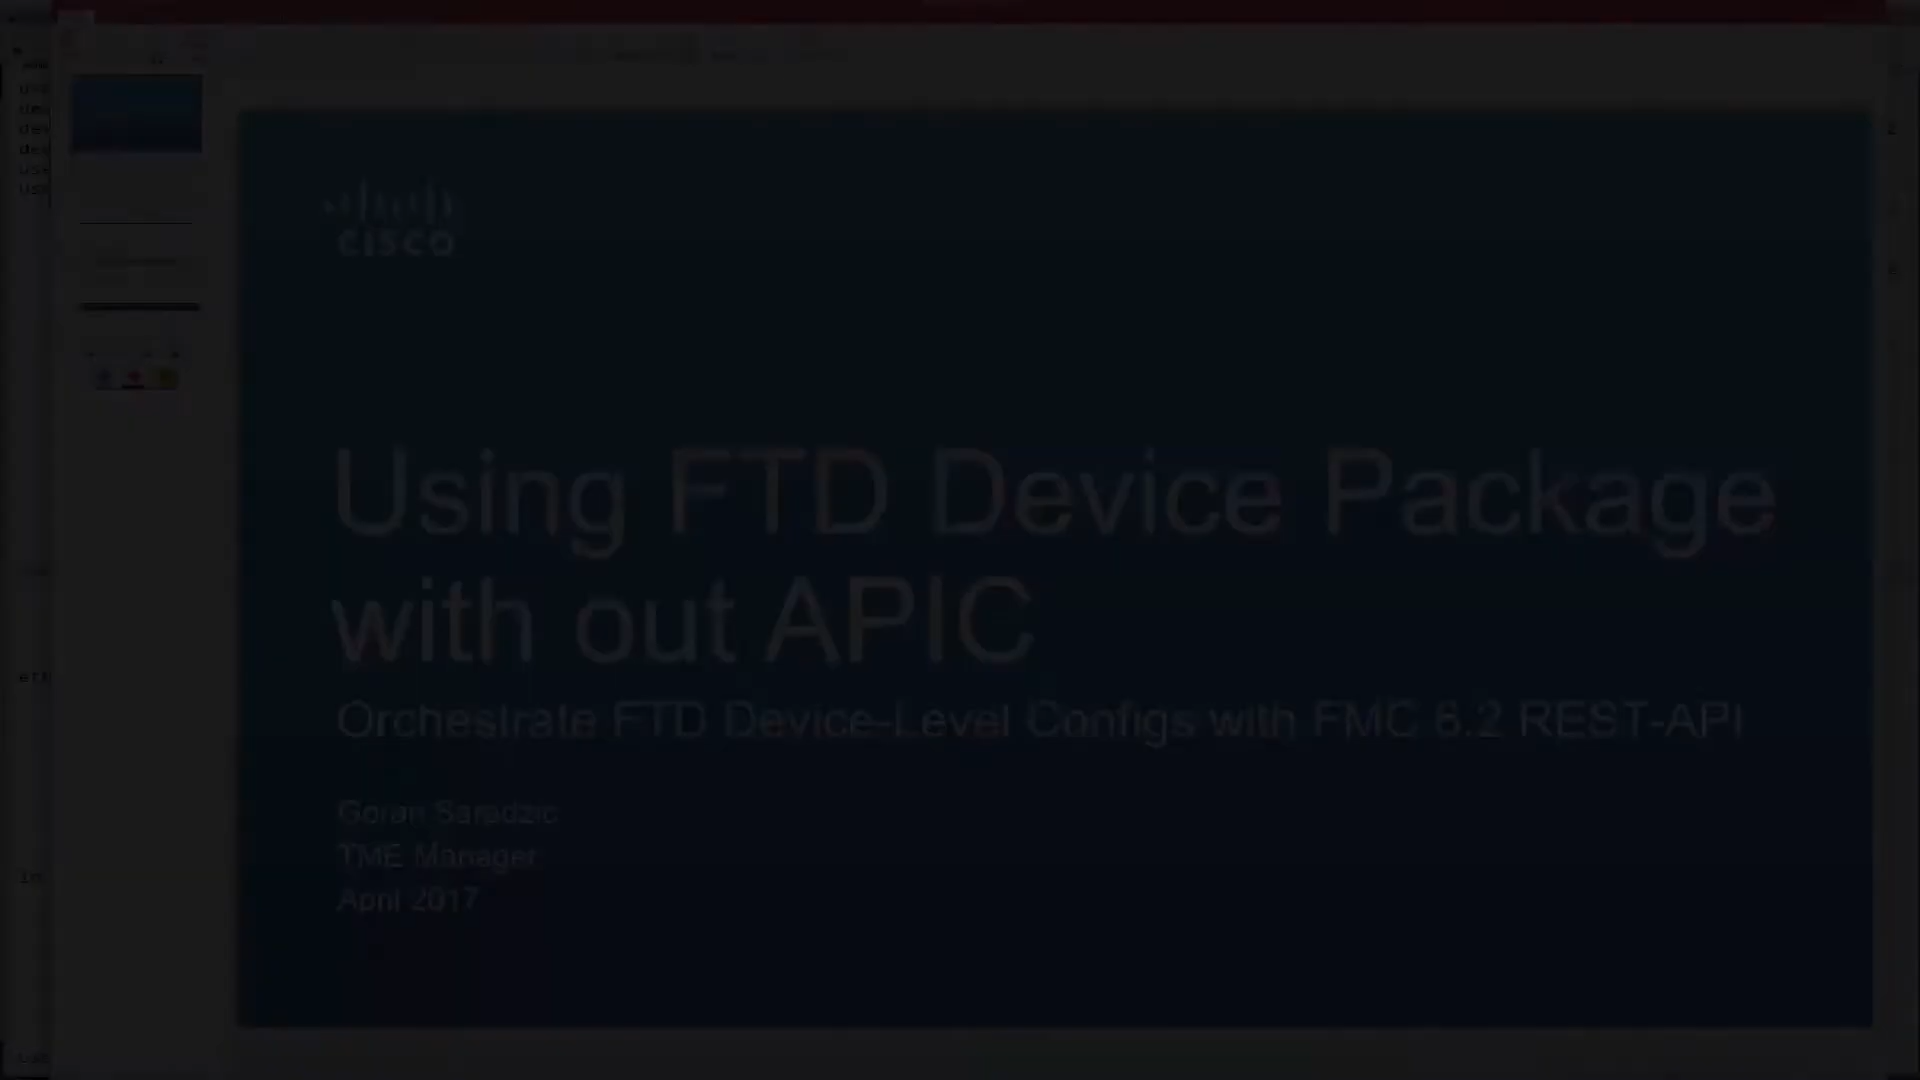 CISCO
Using FTD Device Package
with out APIC
Orchestrate FTD Device-Level Configs with FMC 6.2 REST-API
Goran Saradzic
TME Manager
April 2017